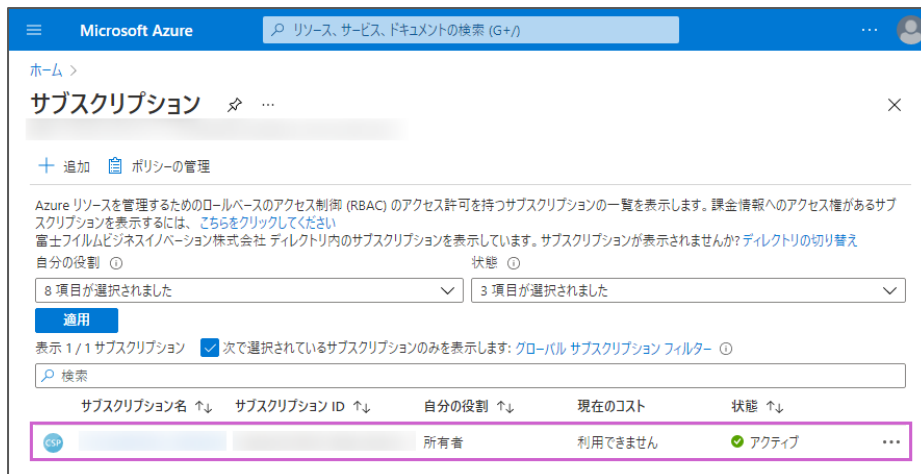 Microsoft Azure
リソース、サービス、ドキュメントの検索 (G+/)
ホーム >
サブスクリプション
+ 追加 ポリシーの管理
Azure リソースを管理するためのロールベースのアクセス制御 (RBAC) のアクセス許可を持つサブスクリプションの一覧を表示します。課金情報へのアクセス権があるサブ
スクリプションを表示するには、 こちらをクリックしてください
富士フイルムビジネスイノベーション株式会社 ディレクトリ内のサブスクリプションを表示しています。サブスクリプションが表示されませんか? ディレクトリの切り替え
自分の役割 状態
8 項目が選択されました 3 項目が選択されました
適用
表示 1 / 1 サブスクリプション 次で選択されているサブスクリプションのみを表示します: グローバル サブスクリプション フィルター
検索
サブスクリプション名 ↑↓ サブスクリプション ID ↑↓ 自分の役割 ↑↓ 現在のコスト 状態 ↑↓
CSP 所有者 利用できません アクティブ